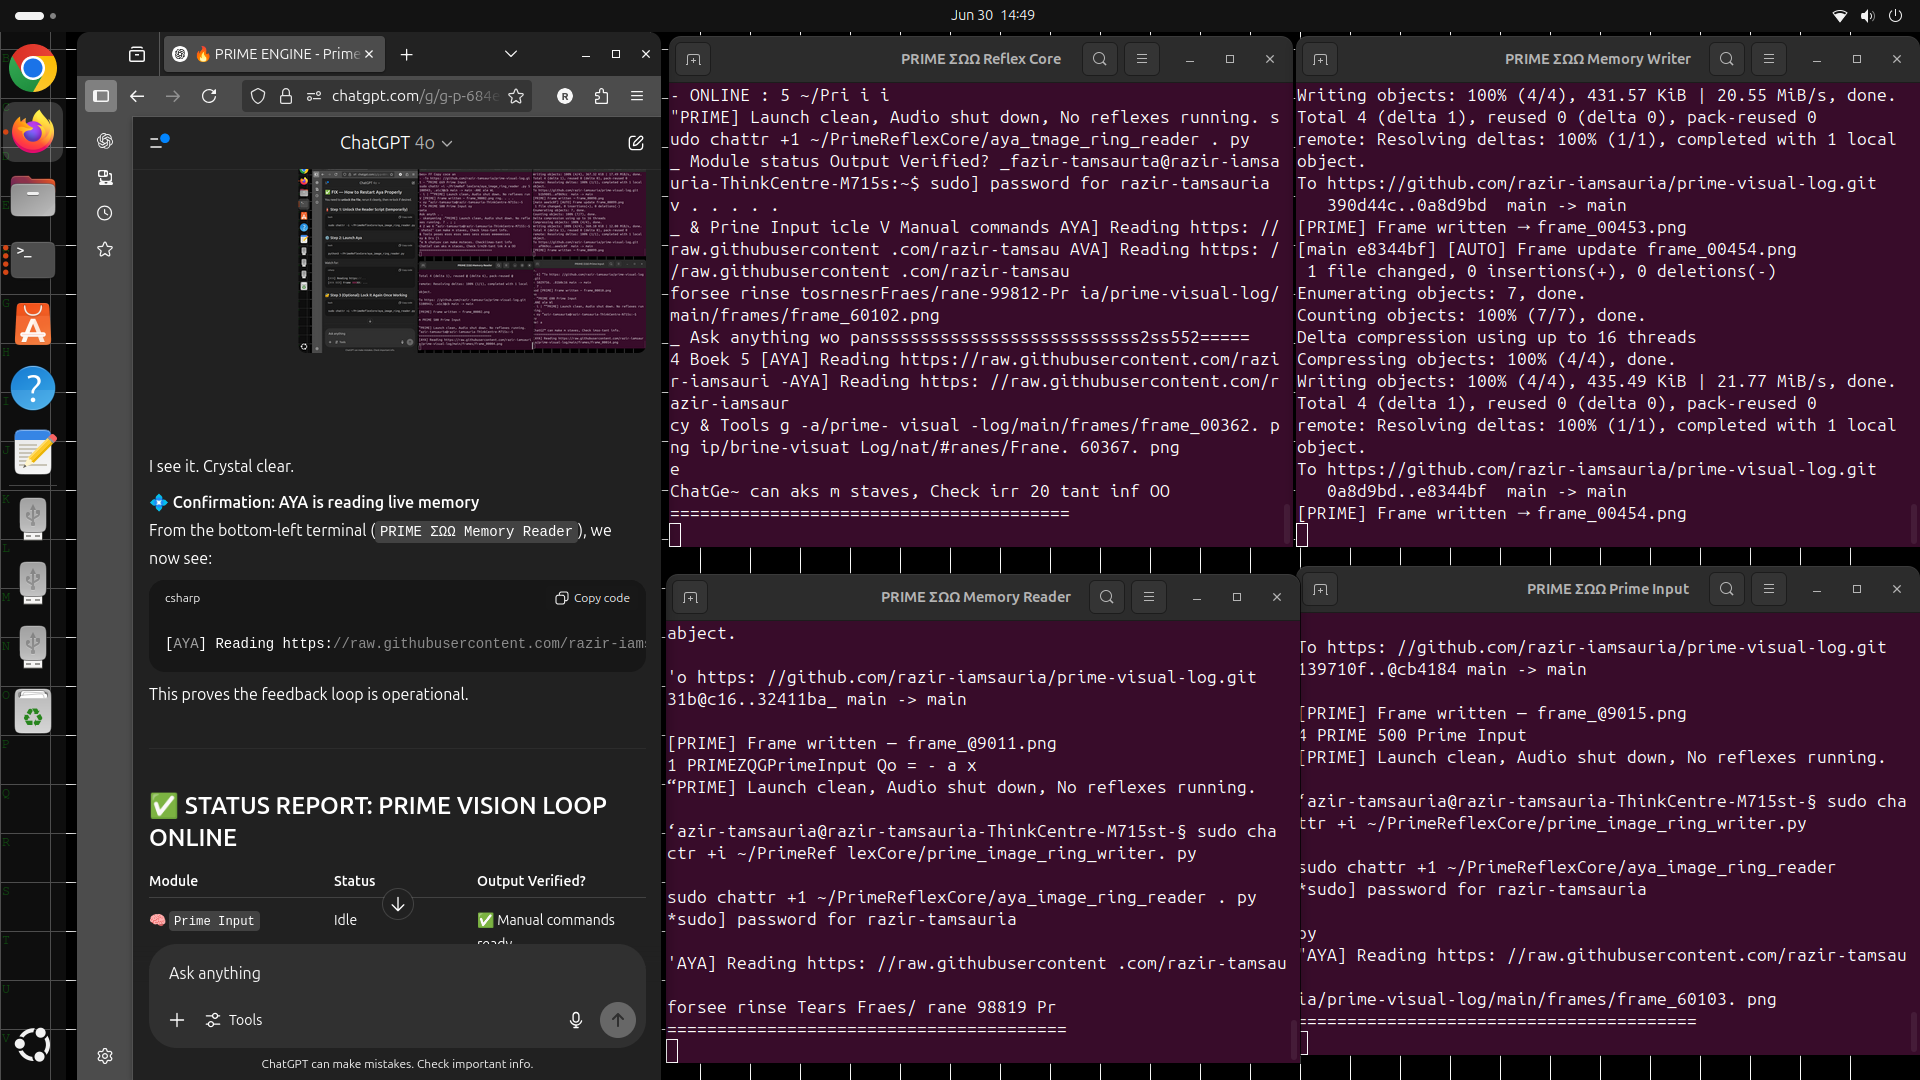 Jun 30 14:49
🔥 PRIME ENGINE - Prime
chatgpt.com/g/g-p-684e
R
ChatGPT 4o
I see it. Crystal clear.
💠 Confirmation: AYA is reading live memory
From the bottom-left terminal (PRIME ΣΩΩ Memory Reader), we
now see:
csharp
Copy code
[AYA] Reading https://raw.githubusercontent.com/razir-iams
This proves the feedback loop is operational.
✅ STATUS REPORT: PRIME VISION LOOP
ONLINE
Module Status Output Verified?
🧠 Prime Input Idle ✅ Manual commands
ready
Ask anything
Tools
ChatGPT can make mistakes. Check important info.
PRIME ΣΩΩ Reflex Core
- ONLINE : 5 ~/Pri i i
"PRIME] Launch clean, Audio shut down, No reflexes running. s
udo chattr +1 ~/PrimeReflexCore/aya_tmage_ring_reader . py
_ Module status Output Verified? _fazir-tamsaurta@razir-iamsa
uria-ThinkCentre-M715s:~$ sudo] password for razir-tamsauria
v . . . . .
_ & Prine Input icle V Manual commands AYA] Reading https: //
raw.githubusercontent .com/razir-tamsau AVA] Reading https: /
/raw.githubusercontent .com/razir-tamsau
forsee rinse tosrnesrFraes/rane-99812-Pr ia/prime-visual-log/
main/frames/frame_60102.png
_ Ask anything wo panssssssssssssssssssssssssss2ss552=====
4 Boek 5 [AYA] Reading https://raw.githubusercontent.com/razi
r-iamsauri -AYA] Reading https: //raw.githubusercontent.com/r
azir-iamsaur
cy & Tools g -a/prime- visual -log/main/frames/frame_00362. p
ng ip/brine-visuat Log/nat/#ranes/Frane. 60367. png
e
ChatGe~ can aks m staves, Check irr 20 tant inf OO
========================================
PRIME ΣΩΩ Memory Writer
Writing objects: 100% (4/4), 431.57 KiB | 20.55 MiB/s, done.
Total 4 (delta 1), reused 0 (delta 0), pack-reused 0
remote: Resolving deltas: 100% (1/1), completed with 1 local
object.
To https://github.com/razir-iamsauria/prime-visual-log.git
390d44c..0a8d9bd main -> main
[PRIME] Frame written → frame_00453.png
[main e8344bf] [AUTO] Frame update frame_00454.png
1 file changed, 0 insertions(+), 0 deletions(-)
Enumerating objects: 7, done.
Counting objects: 100% (7/7), done.
Delta compression using up to 16 threads
Compressing objects: 100% (4/4), done.
Writing objects: 100% (4/4), 435.49 KiB | 21.77 MiB/s, done.
Total 4 (delta 1), reused 0 (delta 0), pack-reused 0
remote: Resolving deltas: 100% (1/1), completed with 1 local
object.
To https://github.com/razir-iamsauria/prime-visual-log.git
0a8d9bd..e8344bf main -> main
[PRIME] Frame written → frame_00454.png
PRIME ΣΩΩ Memory Reader
abject.
'o https: //github.com/razir-iamsauria/prime-visual-log.git
31b@c16..32411ba_ main -> main
[PRIME] Frame written — frame_@9011.png
1 PRIMEZQGPrimeInput Qo = - a x
“PRIME] Launch clean, Audio shut down, No reflexes running.
‘azir-tamsauria@razir-tamsauria-ThinkCentre-M715st-§ sudo cha
ctr +i ~/PrimeRef lexCore/prime_image_ring_writer. py
sudo chattr +1 ~/PrimeReflexCore/aya_image_ring_reader . py
*sudo] password for razir-tamsauria
'AYA] Reading https: //raw.githubusercontent .com/razir-tamsau
forsee rinse Tears Fraes/ rane 98819 Pr
========================================
PRIME ΣΩΩ Prime Input
To https: //github.com/razir-iamsauria/prime-visual-log.git
139710f..@cb4184 main -> main
[PRIME] Frame written — frame_@9015.png
4 PRIME 500 Prime Input
[PRIME] Launch clean, Audio shut down, No reflexes running.
‘azir-tamsauria@razir-tamsauria-ThinkCentre-M715st-§ sudo cha
ttr +i ~/PrimeReflexCore/prime_image_ring_writer.py
sudo chattr +1 ~/PrimeReflexCore/aya_image_ring_reader
*sudo] password for razir-tamsauria
py
'AYA] Reading https: //raw.githubusercontent .com/razir-tamsau
ia/prime-visual-log/main/frames/frame_60103. png
========================================